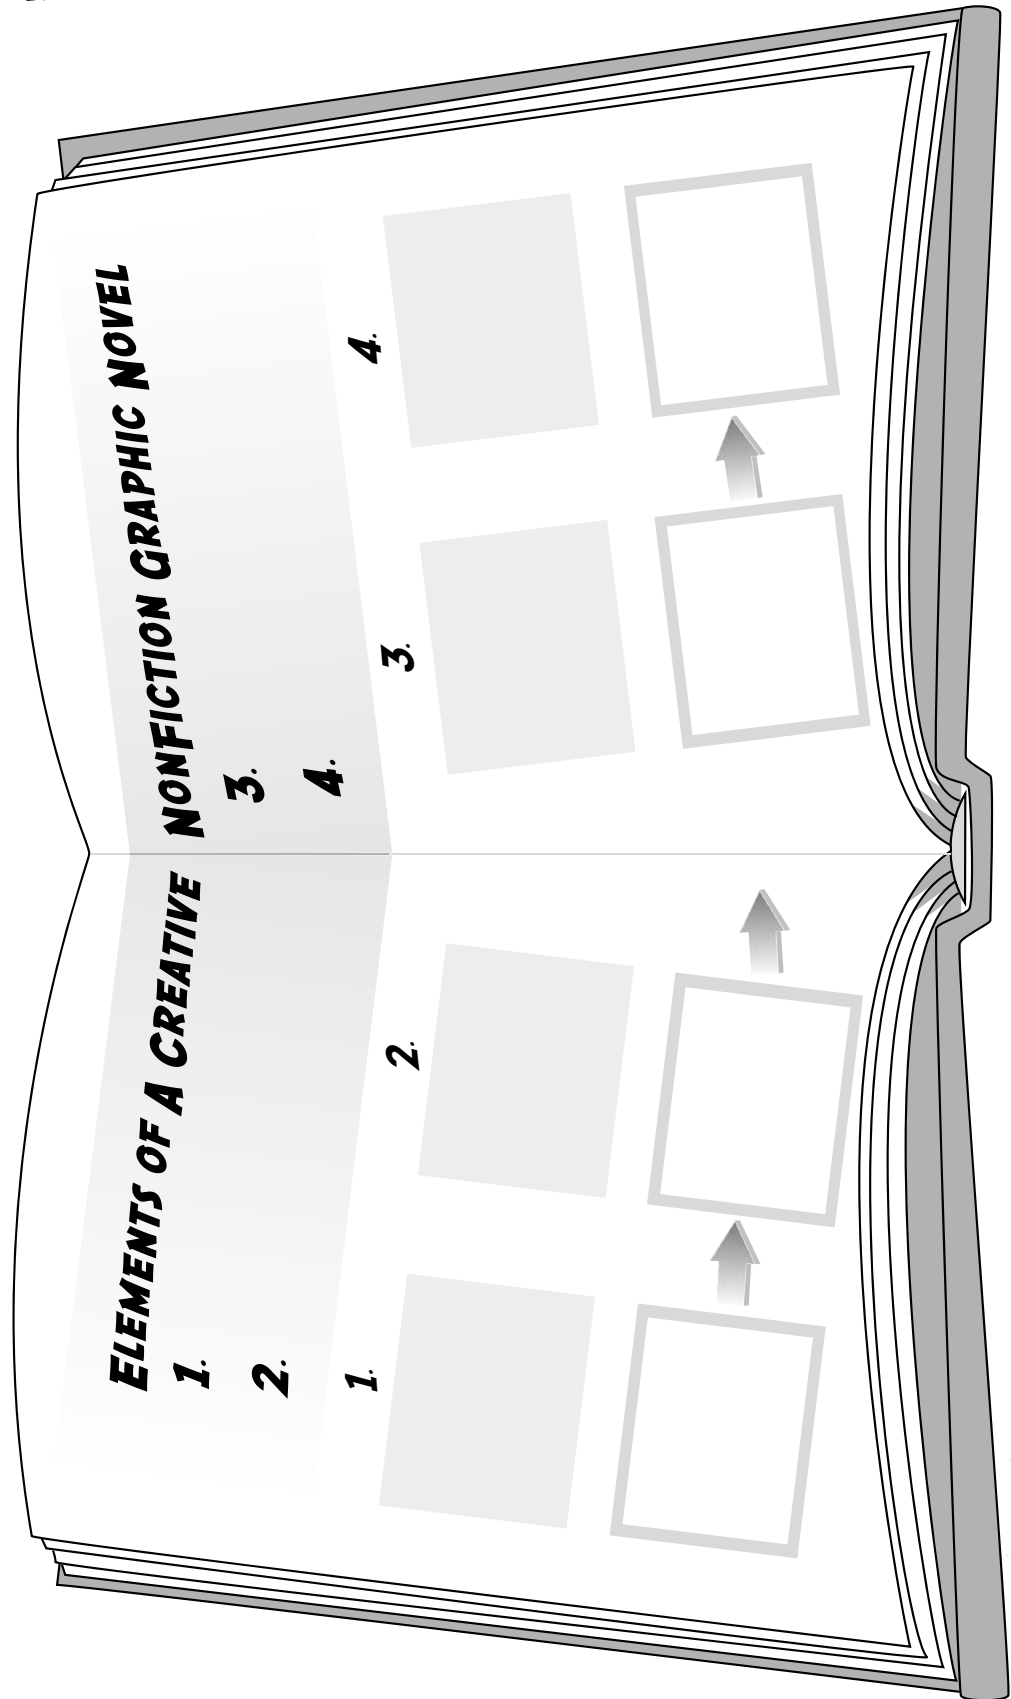 Elements of a Creative Nonfiction Graphic Novel
1. 3.
2. 4.
1. 2. 3. 4.